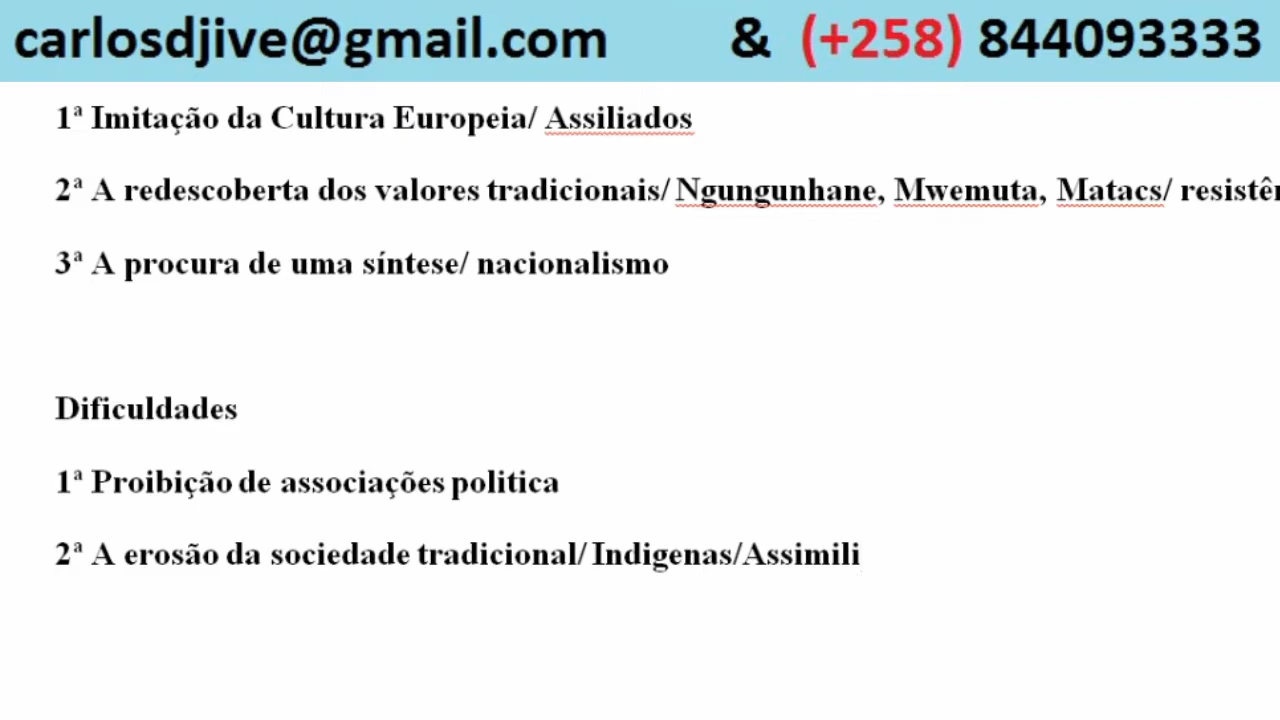 carlosdjive@gmail.com & (+258) 844093333
1ª Imitação da Cultura Europeia/ Assiliados
2ª A redescoberta dos valores tradicionais/ Ngungunhane, Mwemuta, Matacs/ resistên
3ª A procura de uma síntese/ nacionalismo
Dificuldades
1ª Proibição de associações politica
2ª A erosão da sociedade tradicional/ Indigenas/Assimili